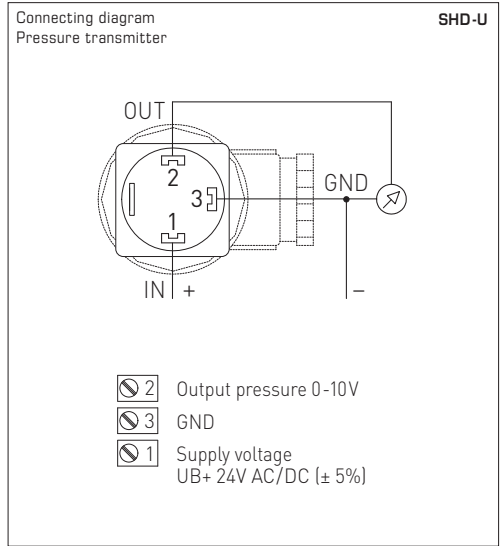 Connecting diagram
Pressure transmitter
SHD-U
OUT
2
3
GND
1
IN +
–
2 Output pressure 0-10V
3 GND
1 Supply voltage
UB+ 24V AC/DC (± 5%)